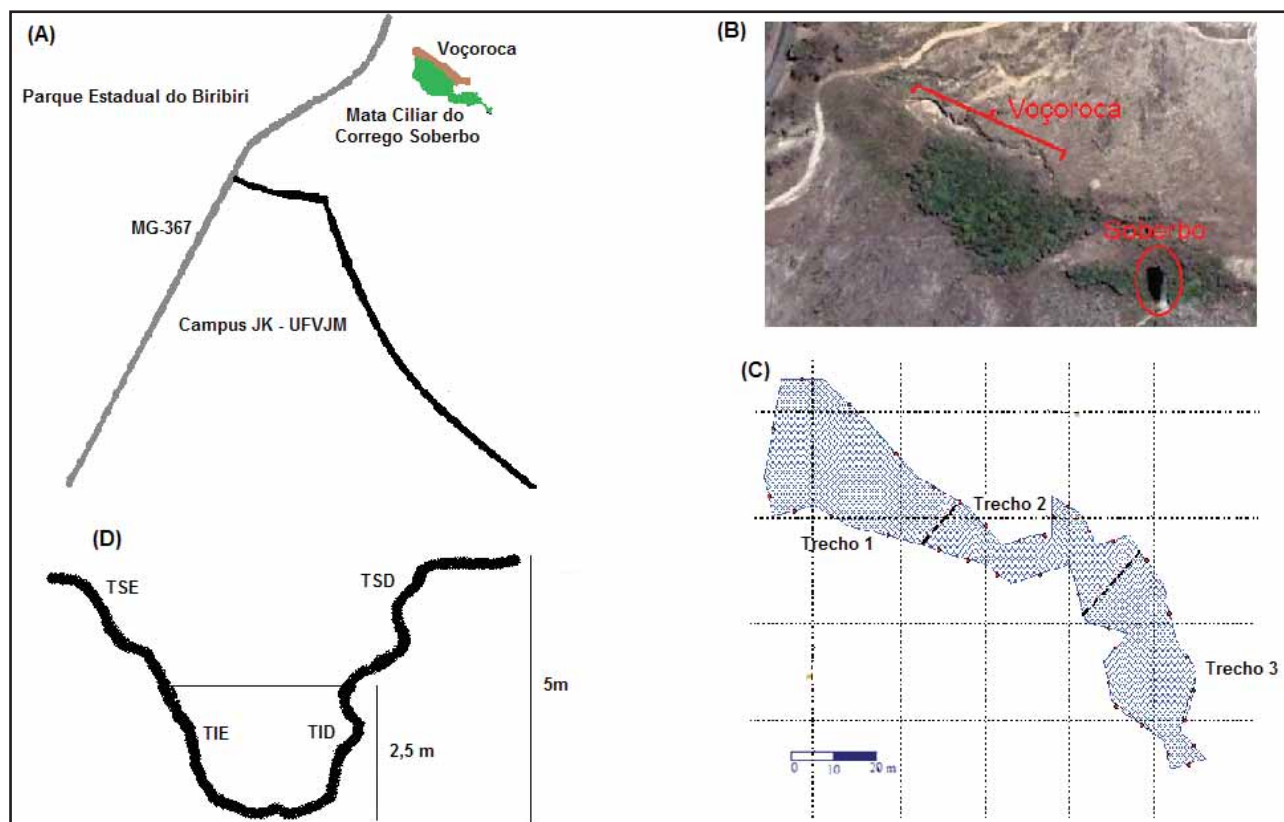 (A)
Voçoroca
Parque Estadual do Biribiri
Mata Ciliar do
Corrego Soberbo
MG-367
Campus JK - UFVJM
(B)
Voçoroca
Soberbo
(C)
Trecho 1
Trecho 2
Trecho 3
0 10 20 m
(D)
TSE
TSD
TIE
TID
2,5 m
5m